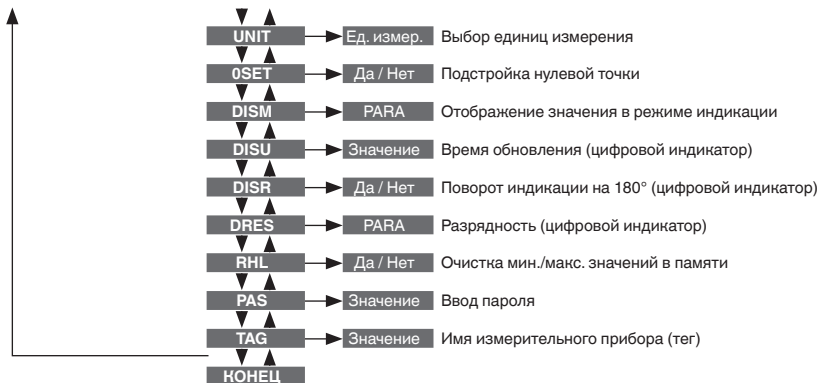 UNIT Ед. измер. Выбор единиц измерения
0SET Да / Нет Подстройка нулевой точки
DISM PARA Отображение значения в режиме индикации
DISU Значение Время обновления (цифровой индикатор)
DISR Да / Нет Поворот индикации на 180° (цифровой индикатор)
DRES PARA Разрядность (цифровой индикатор)
RHL Да / Нет Очистка мин./макс. значений в памяти
PAS Значение Ввод пароля
TAG Значение Имя измерительного прибора (тег)
КОНЕЦ